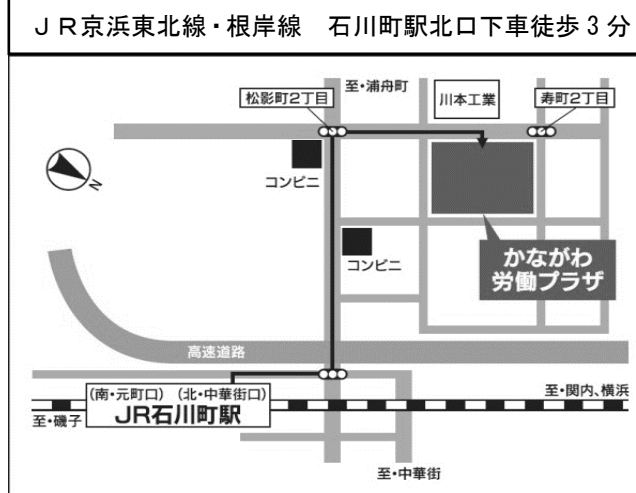 JR京浜東北線・根岸線　石川町駅北口下車徒歩3分
至・浦舟町
松影町2丁目
川本工業
寿町2丁目
コンビニ
N
コンビニ
かながわ
労働プラザ
高速道路
(南・元町口) (北・中華街口)
JR石川町駅
至・関内、横浜
至・磯子
至・中華街